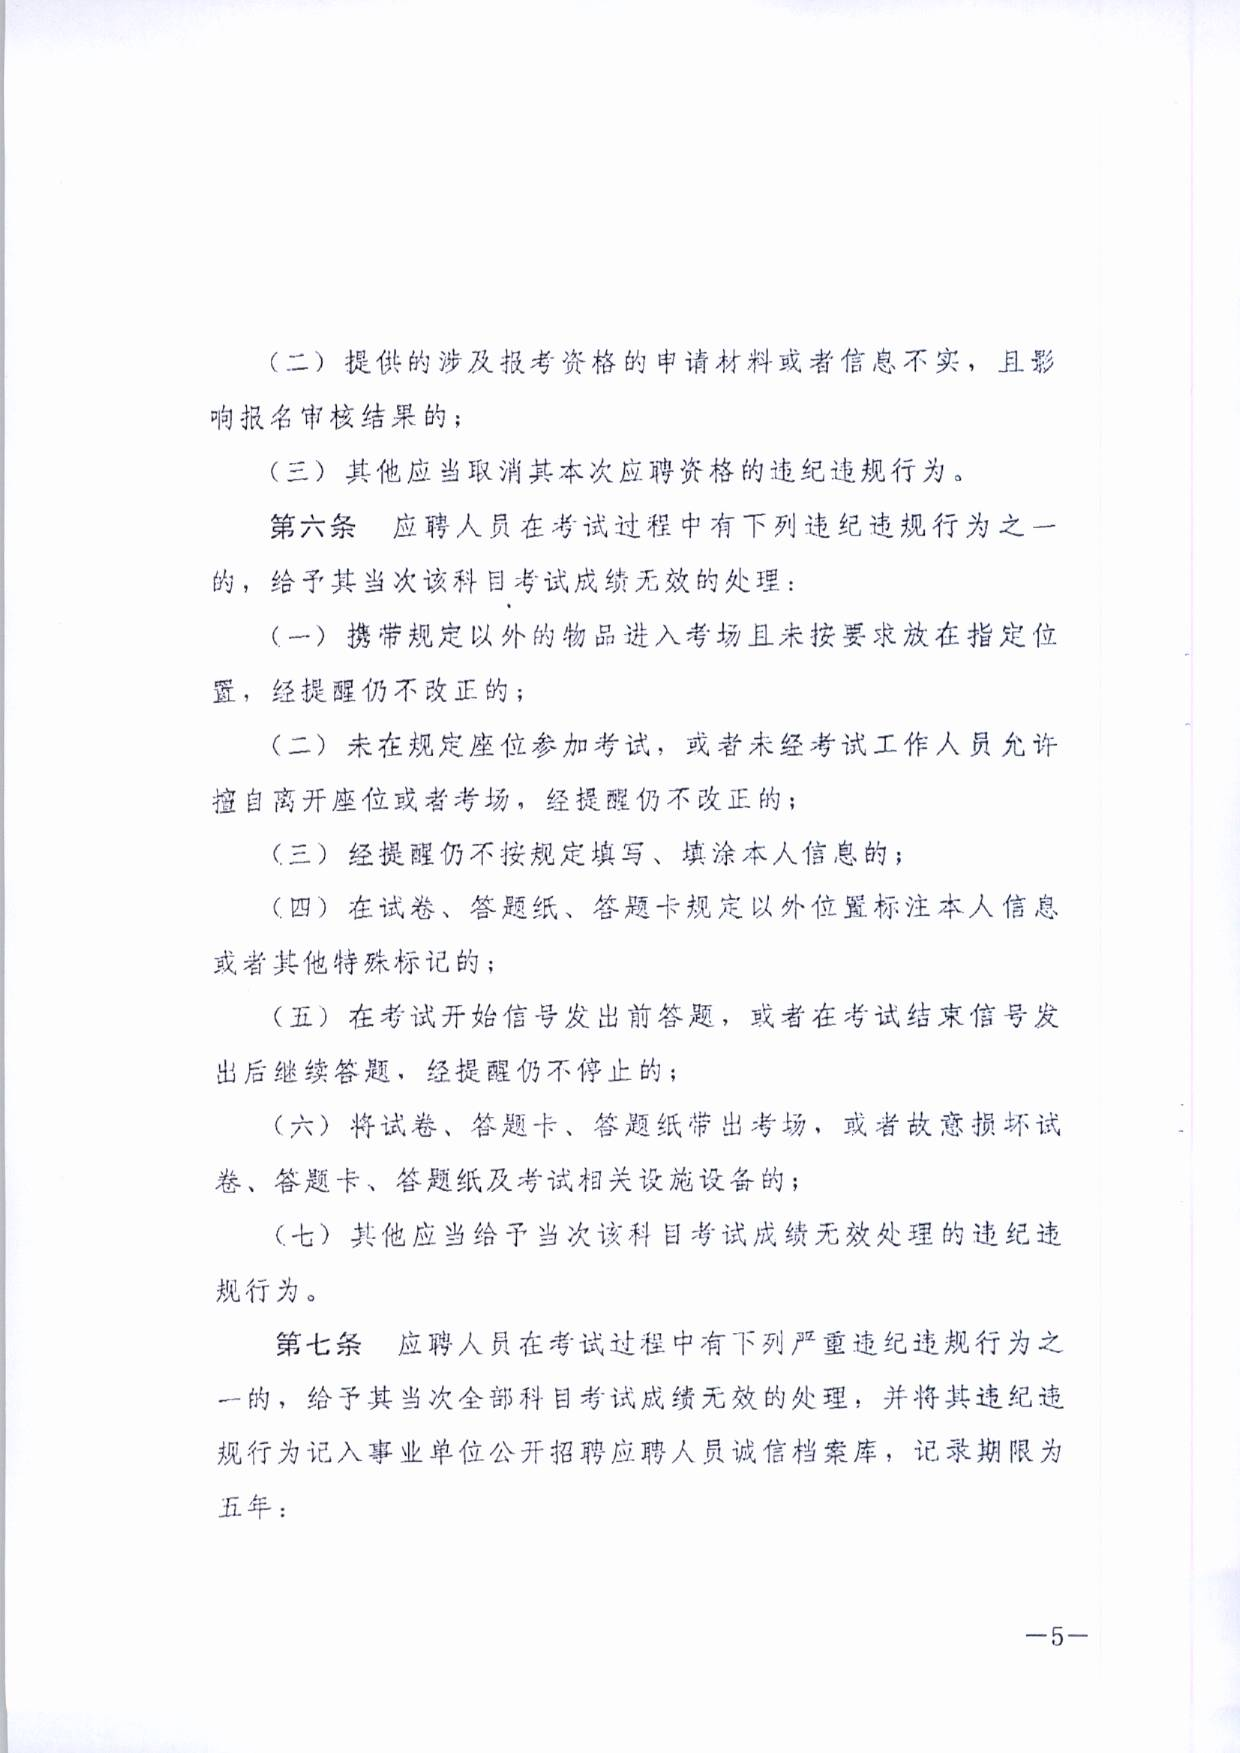 （二）提供的涉及报考资格的申请材料或者信息不实，且影
响报名审核结果的；
（三）其他应当取消其本次应聘资格的违纪违规行为。
第六条　应聘人员在考试过程中有下列违纪违规行为之一
的，给予其当次该科目考试成绩无效的处理：
（一）携带规定以外的物品进入考场且未按要求放在指定位
置，经提醒仍不改正的；
（二）未在规定座位参加考试，或者未经考试工作人员允许
擅自离开座位或者考场，经提醒仍不改正的；
（三）经提醒仍不按规定填写、填涂本人信息的；
（四）在试卷、答题纸、答题卡规定以外位置标注本人信息
或者其他特殊标记的；
（五）在考试开始信号发出前答题，或者在考试结束信号发
出后继续答题，经提醒仍不停止的；
（六）将试卷、答题卡、答题纸带出考场，或者故意损坏试
卷、答题卡、答题纸及考试相关设施设备的；
（七）其他应当给予当次该科目考试成绩无效处理的违纪违
规行为。
第七条　应聘人员在考试过程中有下列严重违纪违规行为之
一的，给予其当次全部科目考试成绩无效的处理，并将其违纪违
规行为记入事业单位公开招聘应聘人员诚信档案库，记录期限为
五年：
—5—